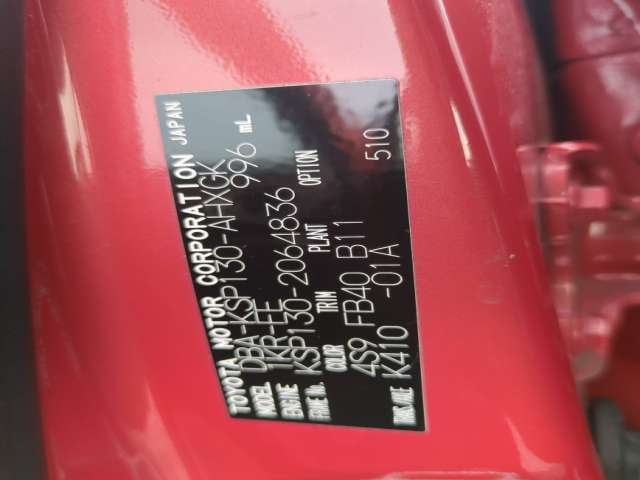 TOYOTA MOTOR CORPORATION JAPAN
MODEL DBA-KSP130-AHXGK
ENGINE 1KR-FE 996 mL
FRAME No. KSP130-2064836
COLOR TRIM PLANT OPTION
4S9 FB40 B11 510
TRNS./AXLE K410 -01A